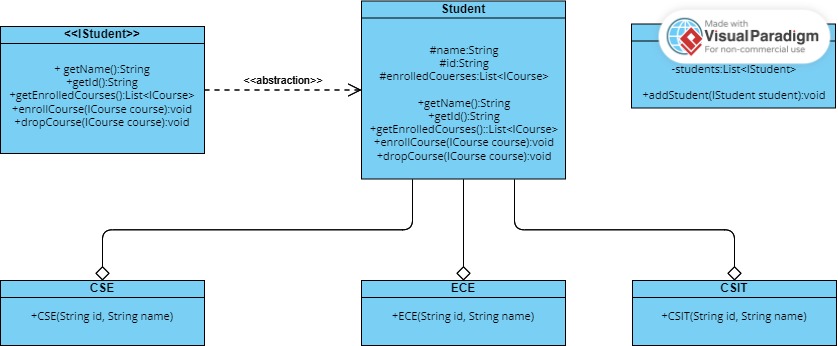 <<IStudent>>
+ getName():String
+getId():String
+getEnrolledCourses():List<ICourse>
+enrollCourse(ICourse course):void
+dropCourse(ICourse course):void
<<abstraction>>
Student
#name:String
#id:String
#enrolledCouerses:List<ICourse>
+getName():String
+getId():String
+getEnrolledCourses()::List<ICourse>
+enrollCourse(ICourse course):void
+dropCourse(ICourse course):void
Made with
VisualParadigm
For non-commercial use
-students:List<IStudent>
+addStudent(IStudent student):void
CSE
+CSE(String id, String name)
ECE
+ECE(String id, String name)
CSIT
+CSIT(String id, String name)